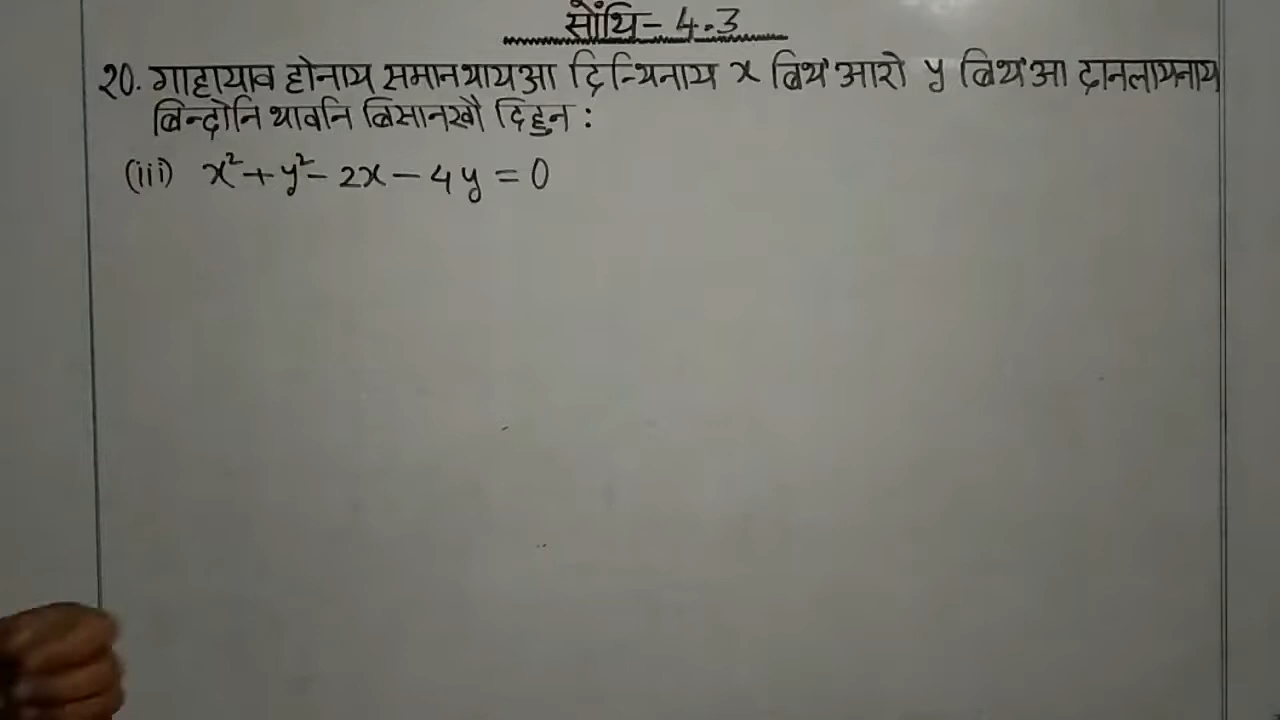 सोंथि- 4.3
20. गाहायाव होनाय समानथायआ दिन्थिनाय x बिथ'आरो y बिथ'आ दानलायनाय
बिन्दोनि थावनि बिसानखौ दिहुन :
(iii) x² + y² - 2x - 4y = 0